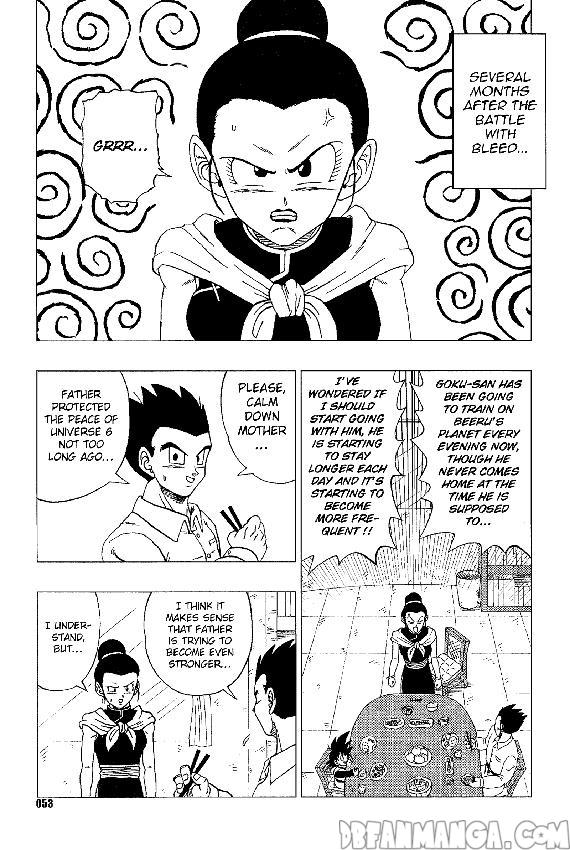 SEVERAL
MONTHS
AFTER THE
BATTLE
WITH
BLEED...
GRRR...
GOKU-SAN HAS
BEEN GOING
TO TRAIN ON
BEERU'S
PLANET EVERY
EVENING NOW,
THOUGH HE
NEVER COMES
HOME AT THE
TIME HE IS
SUPPOSED
TO...
I'VE
WONDERED IF
I SHOULD
START GOING
WITH HIM, HE
IS STARTING
TO STAY
LONGER EACH
DAY AND IT'S
STARTING TO
BECOME
MORE FRE-
QUENT !!
PLEASE,
CALM
DOWN
MOTHER
...
FATHER
PROTECTED
THE PEACE OF
UNIVERSE 6
NOT TOO
LONG AGO...
I THINK IT
MAKES SENSE
THAT FATHER
IS TRYING TO
BECOME EVEN
STRONGER...
I UNDER-
STAND,
BUT...
053
DBFANMANGA.COM